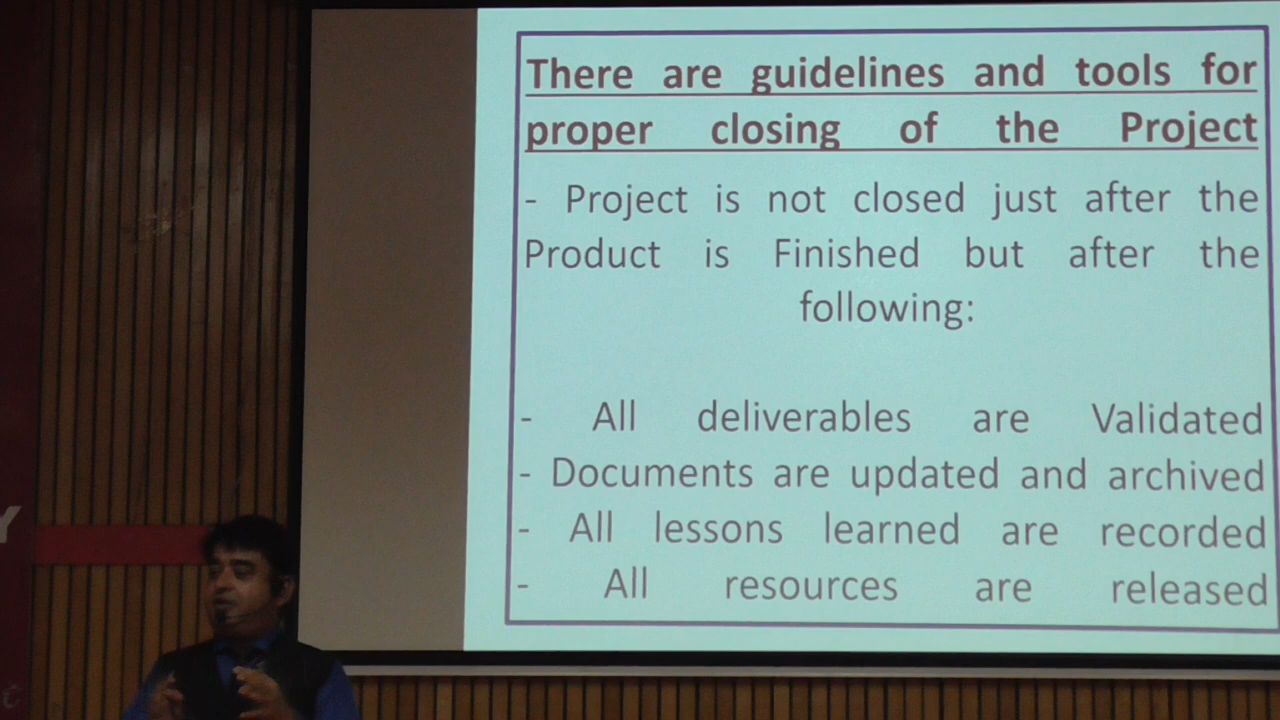 There are guidelines and tools for
proper closing of the Project
- Project is not closed just after the
Product is Finished but after the
following:
- All deliverables are Validated
- Documents are updated and archived
- All lessons learned are recorded
- All resources are released
Y